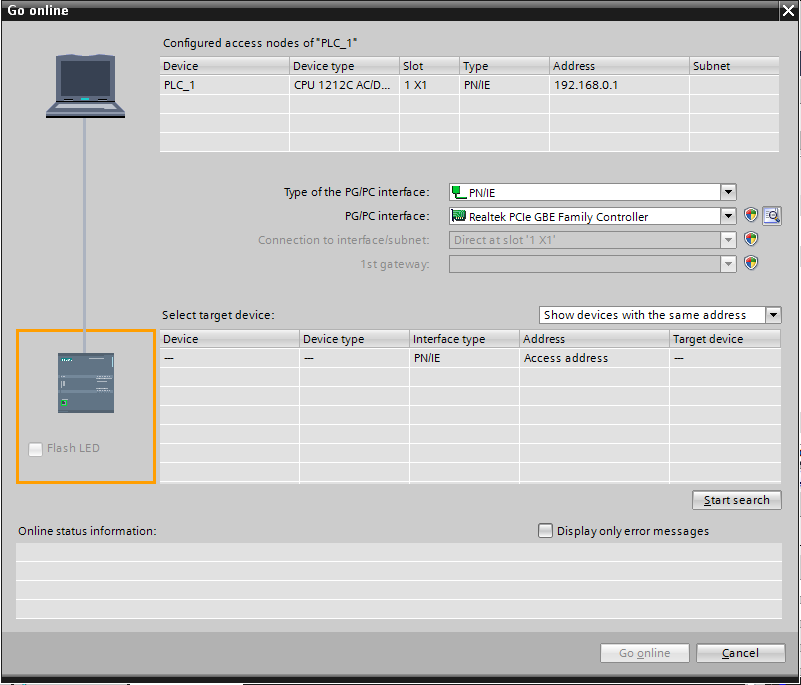 Go online
Configured access nodes of "PLC_1"
Device Device type Slot Type Address Subnet
PLC_1 CPU 1212C AC/D... 1 X1 PN/IE 192.168.0.1
Type of the PG/PC interface: PN/IE
PG/PC interface: Realtek PCIe GBE Family Controller
Connection to interface/subnet: Direct at slot '1 X1'
1st gateway:
Select target device: Show devices with the same address
Device Device type Interface type Address Target device
— — PN/IE Access address —
Flash LED
Start search
Online status information: Display only error messages
Go online Cancel